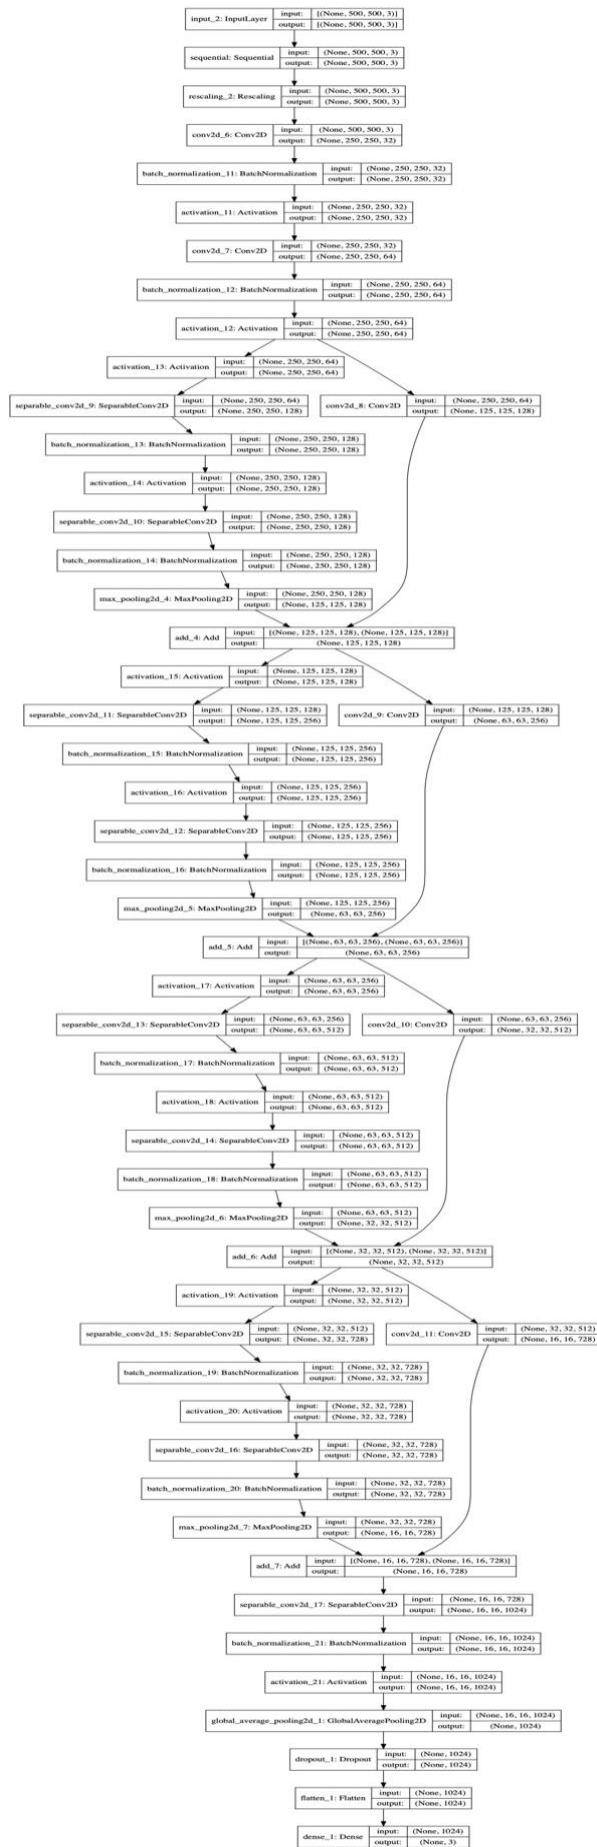 input_2: InputLayer input: [(None, 500, 500, 3)]
output: [(None, 500, 500, 3)]
sequential: Sequential input: (None, 500, 500, 3)
output: (None, 500, 500, 3)
rescaling_2: Rescaling input: (None, 500, 500, 3)
output: (None, 500, 500, 3)
conv2d_6: Conv2D input: (None, 500, 500, 3)
output: (None, 250, 250, 32)
batch_normalization_11: BatchNormalization input: (None, 250, 250, 32)
output: (None, 250, 250, 32)
activation_11: Activation input: (None, 250, 250, 32)
output: (None, 250, 250, 32)
conv2d_7: Conv2D input: (None, 250, 250, 32)
output: (None, 250, 250, 64)
batch_normalization_12: BatchNormalization input: (None, 250, 250, 64)
output: (None, 250, 250, 64)
activation_12: Activation input: (None, 250, 250, 64)
output: (None, 250, 250, 64)
activation_13: Activation input: (None, 250, 250, 64)
output: (None, 250, 250, 64)
separable_conv2d_9: SeparableConv2D input: (None, 250, 250, 64)
output: (None, 250, 250, 128)
conv2d_8: Conv2D input: (None, 250, 250, 64)
output: (None, 125, 125, 128)
batch_normalization_13: BatchNormalization input: (None, 250, 250, 128)
output: (None, 250, 250, 128)
activation_14: Activation input: (None, 250, 250, 128)
output: (None, 250, 250, 128)
separable_conv2d_10: SeparableConv2D input: (None, 250, 250, 128)
output: (None, 250, 250, 128)
batch_normalization_14: BatchNormalization input: (None, 250, 250, 128)
output: (None, 250, 250, 128)
max_pooling2d_4: MaxPooling2D input: (None, 250, 250, 128)
output: (None, 125, 125, 128)
add_4: Add input: [(None, 125, 125, 128), (None, 125, 125, 128)]
output: (None, 125, 125, 128)
activation_15: Activation input: (None, 125, 125, 128)
output: (None, 125, 125, 128)
separable_conv2d_11: SeparableConv2D input: (None, 125, 125, 128)
output: (None, 125, 125, 256)
conv2d_9: Conv2D input: (None, 125, 125, 128)
output: (None, 63, 63, 256)
batch_normalization_15: BatchNormalization input: (None, 125, 125, 256)
output: (None, 125, 125, 256)
activation_16: Activation input: (None, 125, 125, 256)
output: (None, 125, 125, 256)
separable_conv2d_12: SeparableConv2D input: (None, 125, 125, 256)
output: (None, 125, 125, 256)
batch_normalization_16: BatchNormalization input: (None, 125, 125, 256)
output: (None, 125, 125, 256)
max_pooling2d_5: MaxPooling2D input: (None, 125, 125, 256)
output: (None, 63, 63, 256)
add_5: Add input: [(None, 63, 63, 256), (None, 63, 63, 256)]
output: (None, 63, 63, 256)
activation_17: Activation input: (None, 63, 63, 256)
output: (None, 63, 63, 256)
separable_conv2d_13: SeparableConv2D input: (None, 63, 63, 256)
output: (None, 63, 63, 512)
conv2d_10: Conv2D input: (None, 63, 63, 256)
output: (None, 32, 32, 512)
batch_normalization_17: BatchNormalization input: (None, 63, 63, 512)
output: (None, 63, 63, 512)
activation_18: Activation input: (None, 63, 63, 512)
output: (None, 63, 63, 512)
separable_conv2d_14: SeparableConv2D input: (None, 63, 63, 512)
output: (None, 63, 63, 512)
batch_normalization_18: BatchNormalization input: (None, 63, 63, 512)
output: (None, 63, 63, 512)
max_pooling2d_6: MaxPooling2D input: (None, 63, 63, 512)
output: (None, 32, 32, 512)
add_6: Add input: [(None, 32, 32, 512), (None, 32, 32, 512)]
output: (None, 32, 32, 512)
activation_19: Activation input: (None, 32, 32, 512)
output: (None, 32, 32, 512)
separable_conv2d_15: SeparableConv2D input: (None, 32, 32, 512)
output: (None, 32, 32, 728)
conv2d_11: Conv2D input: (None, 32, 32, 512)
output: (None, 16, 16, 728)
batch_normalization_19: BatchNormalization input: (None, 32, 32, 728)
output: (None, 32, 32, 728)
activation_20: Activation input: (None, 32, 32, 728)
output: (None, 32, 32, 728)
separable_conv2d_16: SeparableConv2D input: (None, 32, 32, 728)
output: (None, 32, 32, 728)
batch_normalization_20: BatchNormalization input: (None, 32, 32, 728)
output: (None, 32, 32, 728)
max_pooling2d_7: MaxPooling2D input: (None, 32, 32, 728)
output: (None, 16, 16, 728)
add_7: Add input: [(None, 16, 16, 728), (None, 16, 16, 728)]
output: (None, 16, 16, 728)
separable_conv2d_17: SeparableConv2D input: (None, 16, 16, 728)
output: (None, 16, 16, 1024)
batch_normalization_21: BatchNormalization input: (None, 16, 16, 1024)
output: (None, 16, 16, 1024)
activation_21: Activation input: (None, 16, 16, 1024)
output: (None, 16, 16, 1024)
global_average_pooling2d_1: GlobalAveragePooling2D input: (None, 16, 16, 1024)
output: (None, 1024)
dropout_1: Dropout input: (None, 1024)
output: (None, 1024)
flatten_1: Flatten input: (None, 1024)
output: (None, 1024)
dense_1: Dense input: (None, 1024)
output: (None, 3)